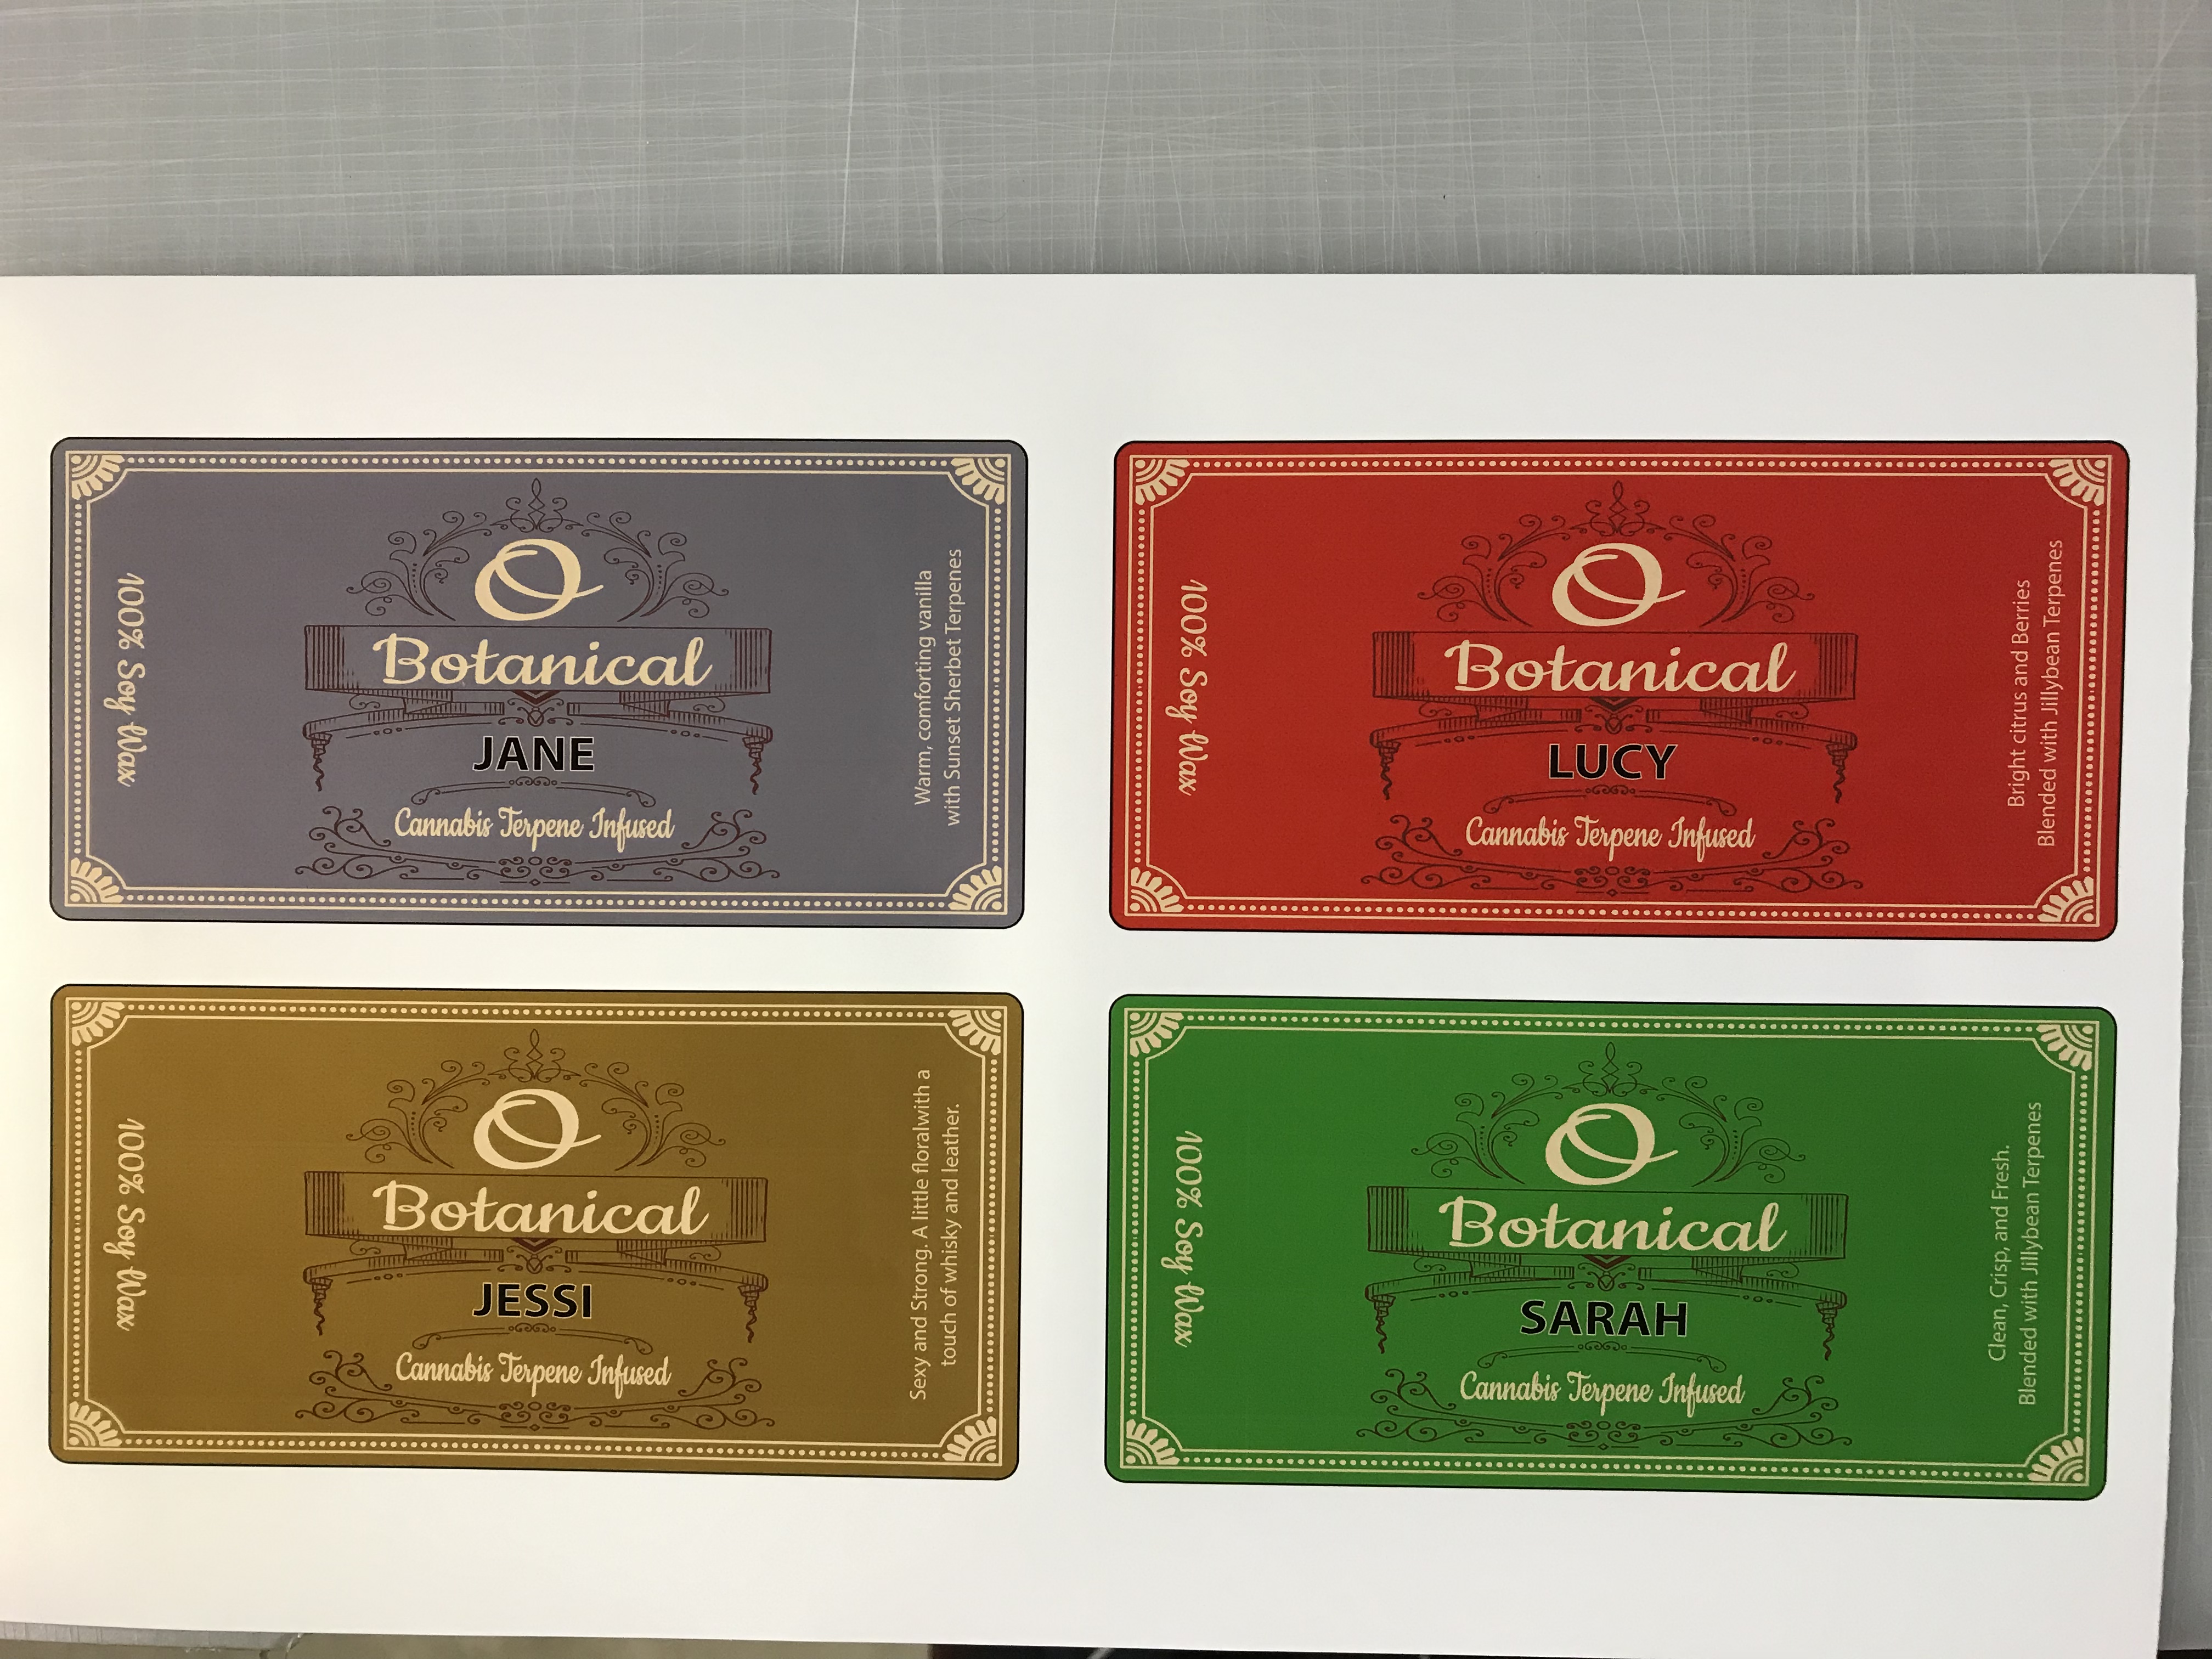 100% Soy Wax
O
Botanical
JANE
Cannabis Terpene Infused
Warm, comforting vanilla
with Sunset Sherbet Terpenes
100% Soy Wax
O
Botanical
LUCY
Cannabis Terpene Infused
Bright citrus and Berries
Blended with Jillybean Terpenes
100% Soy Wax
O
Botanical
JESSI
Cannabis Terpene Infused
Sexy and Strong. A little floralwith a
touch of whisky and leather.
100% Soy Wax
O
Botanical
SARAH
Cannabis Terpene Infused
Clean, Crisp, and Fresh.
Blended with Jillybean Terpenes